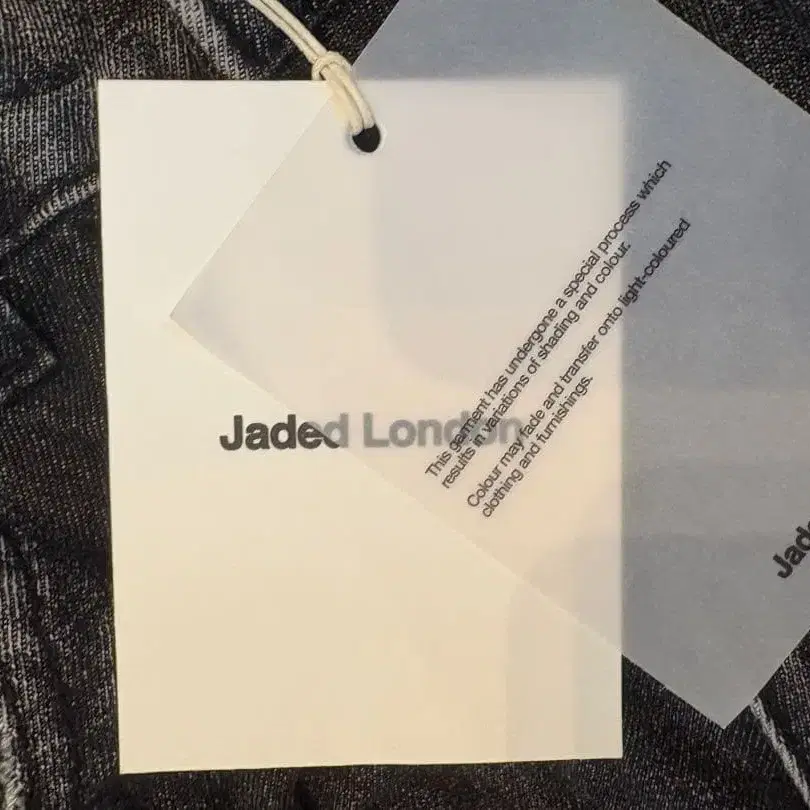 Jaded London
This garment has undergone a special process which
results in variations of shading and colour.
Colour may fade and transfer onto light-coloured
clothing and furnishings.
Jad